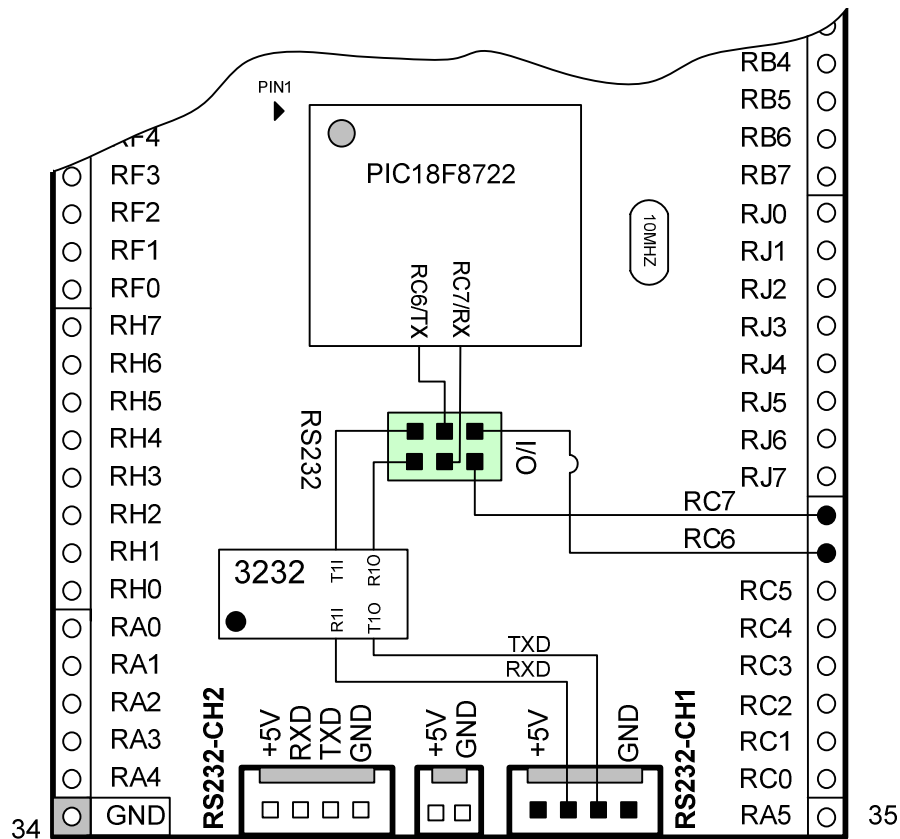 PIN1
PIC18F8722
RC6/TX
RC7/RX
10MHZ
RF3
RF2
RF1
RF0
RH7
RH6
RH5
RH4
RH3
RH2
RH1
RH0
RA0
RA1
RA2
RA3
RA4
34
GND
RS232
I/O
3232
T1I
R1O
R1I
T1O
TXD
RXD
RC7
RC6
RS232-CH2
+5V
RXD
TXD
GND
+5V
GND
+5V
GND
RS232-CH1
RB4
RB5
RB6
RB7
RJ0
RJ1
RJ2
RJ3
RJ4
RJ5
RJ6
RJ7
RC5
RC4
RC3
RC2
RC1
RC0
RA5
35